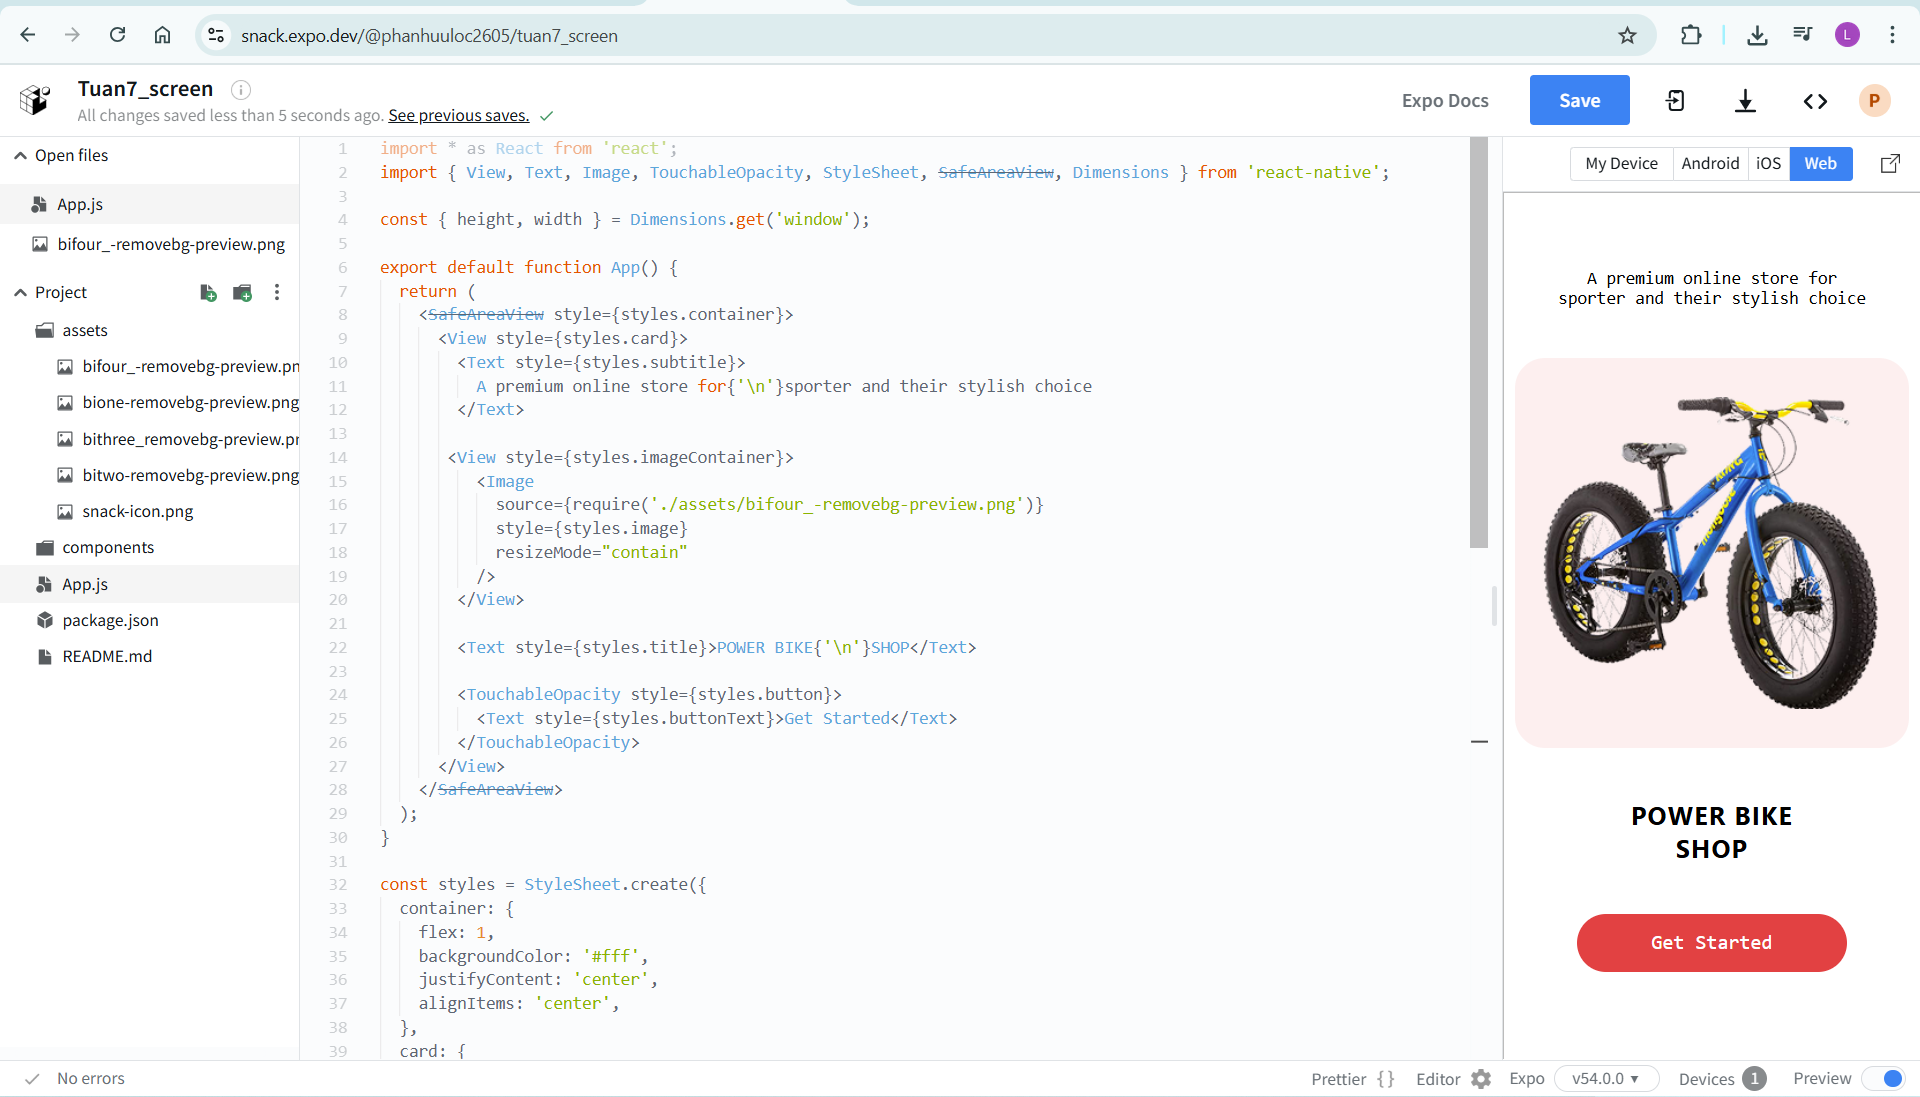 snack.expo.dev/@phanhuuloc2605/tuan7_screen
L
Tuan7_screen
All changes saved less than 5 seconds ago. See previous saves.
Expo Docs
Save
P
Open files
App.js
bifour_-removebg-preview.png
Project
assets
bifour_-removebg-preview.pn
bione-removebg-preview.png
bithree_removebg-preview.pr
bitwo-removebg-preview.png
snack-icon.png
components
App.js
package.json
README.md
1 import * as React from 'react';
2 import { View, Text, Image, TouchableOpacity, StyleSheet, SafeAreaView, Dimensions } from 'react-native';
3
4 const { height, width } = Dimensions.get('window');
5
6 export default function App() {
7 return (
8 <SafeAreaView style={styles.container}>
9 <View style={styles.card}>
10 <Text style={styles.subtitle}>
11 A premium online store for{'\n'}sporter and their stylish choice
12 </Text>
13
14 <View style={styles.imageContainer}>
15 <Image
16 source={require('./assets/bifour_-removebg-preview.png')}
17 style={styles.image}
18 resizeMode="contain"
19 />
20 </View>
21
22 <Text style={styles.title}>POWER BIKE{'\n'}SHOP</Text>
23
24 <TouchableOpacity style={styles.button}>
25 <Text style={styles.buttonText}>Get Started</Text>
26 </TouchableOpacity>
27 </View>
28 </SafeAreaView>
29 );
30 }
31
32 const styles = StyleSheet.create({
33 container: {
34 flex: 1,
35 backgroundColor: '#fff',
36 justifyContent: 'center',
37 alignItems: 'center',
38 },
39 card: {
My Device Android iOS Web
A premium online store for
sporter and their stylish choice
POWER BIKE
SHOP
Get Started
No errors
Prettier {} Editor Expo v54.0.0 Devices 1 Preview